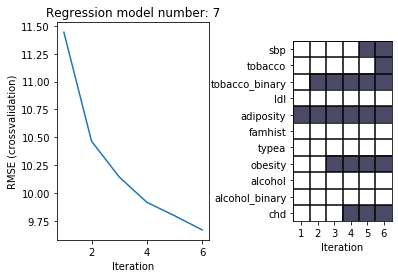 Regression model number: 7
11.50
11.25
11.00
10.75
10.50
10.25
10.00
9.75
RMSE (crossvalidation)
2
4
6
Iteration
sbp
tobacco
tobacco_binary
ldl
adiposity
famhist
typea
obesity
alcohol
alcohol_binary
chd
1 2 3 4 5 6
Iteration